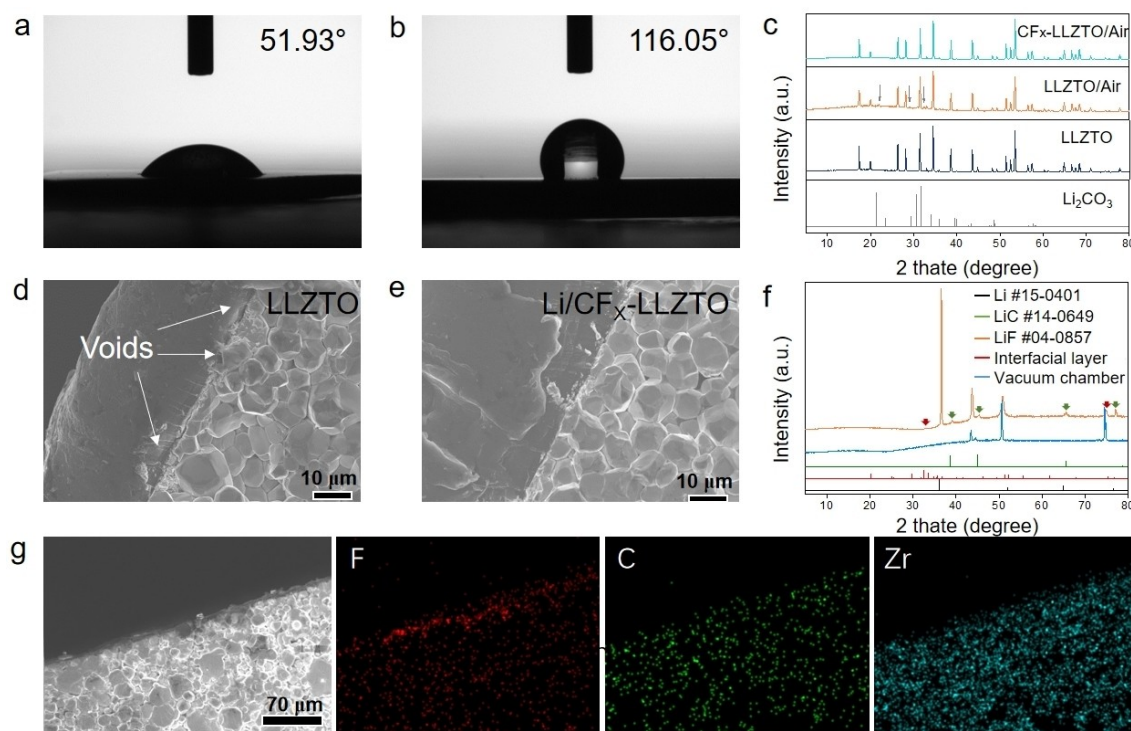 a
51.93°
b
116.05°
c
CFx-LLZTO/Air
LLZTO/Air
LLZTO
Li₂CO₃
Intensity (a.u.)
10 20 30 40 50 60 70 80
2 thate (degree)
d
LLZTO
Voids
10 µm
e
Li/CFX-LLZTO
10 µm
f
Li #15-0401
LiC #14-0649
LiF #04-0857
Interfacial layer
Vacuum chamber
Intensity (a.u.)
10 20 30 40 50 60 70 80
2 thate (degree)
g
70 µm
F
C
Zr